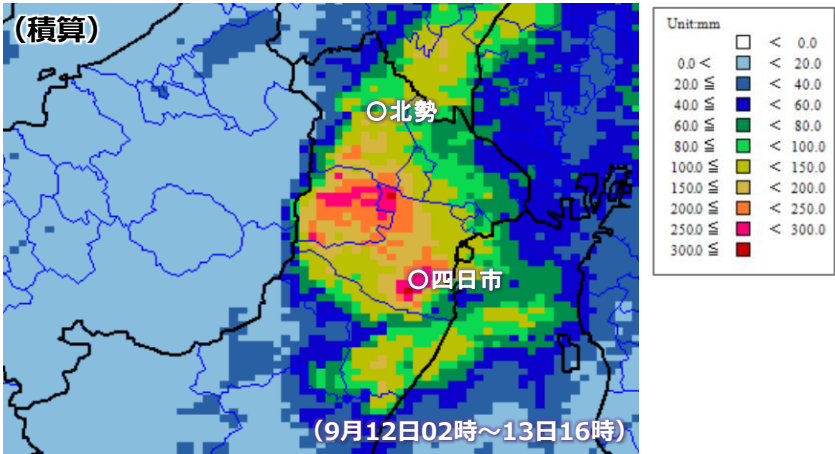 （積算）
○北勢
○四日市
（9月12日02時～13日16時）
Unit:mm
< 0.0
0.0 < < 20.0
20.0 ≦ < 40.0
40.0 ≦ < 60.0
60.0 ≦ < 80.0
80.0 ≦ < 100.0
100.0 ≦ < 150.0
150.0 ≦ < 200.0
200.0 ≦ < 250.0
250.0 ≦ < 300.0
300.0 ≦